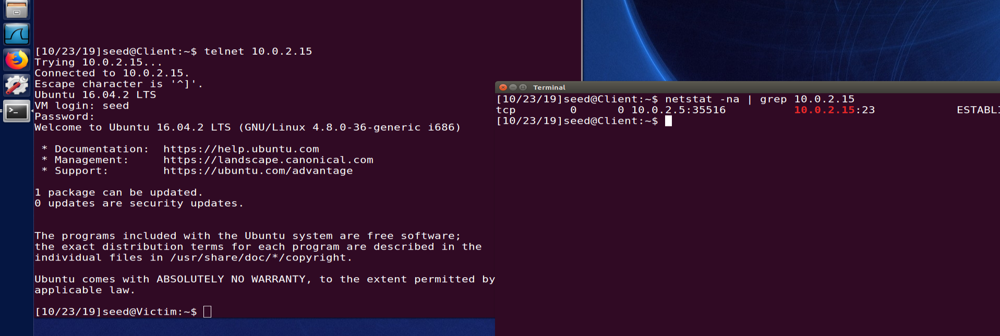 [10/23/19]seed@Client:~$ telnet 10.0.2.15
Trying 10.0.2.15...
Connected to 10.0.2.15.
Escape character is '^]'.
Ubuntu 16.04.2 LTS
VM login: seed
Password:
Welcome to Ubuntu 16.04.2 LTS (GNU/Linux 4.8.0-36-generic i686)
* Documentation:  https://help.ubuntu.com
* Management:     https://landscape.canonical.com
* Support:        https://ubuntu.com/advantage
1 package can be updated.
0 updates are security updates.
The programs included with the Ubuntu system are free software;
the exact distribution terms for each program are described in the
individual files in /usr/share/doc/*/copyright.
Ubuntu comes with ABSOLUTELY NO WARRANTY, to the extent permitted by
applicable law.
[10/23/19]seed@Victim:~$
Terminal
[10/23/19]seed@Client:~$ netstat -na | grep 10.0.2.15
tcp        0      0 10.0.2.5:35516          10.0.2.15:23            ESTABLI
[10/23/19]seed@Client:~$